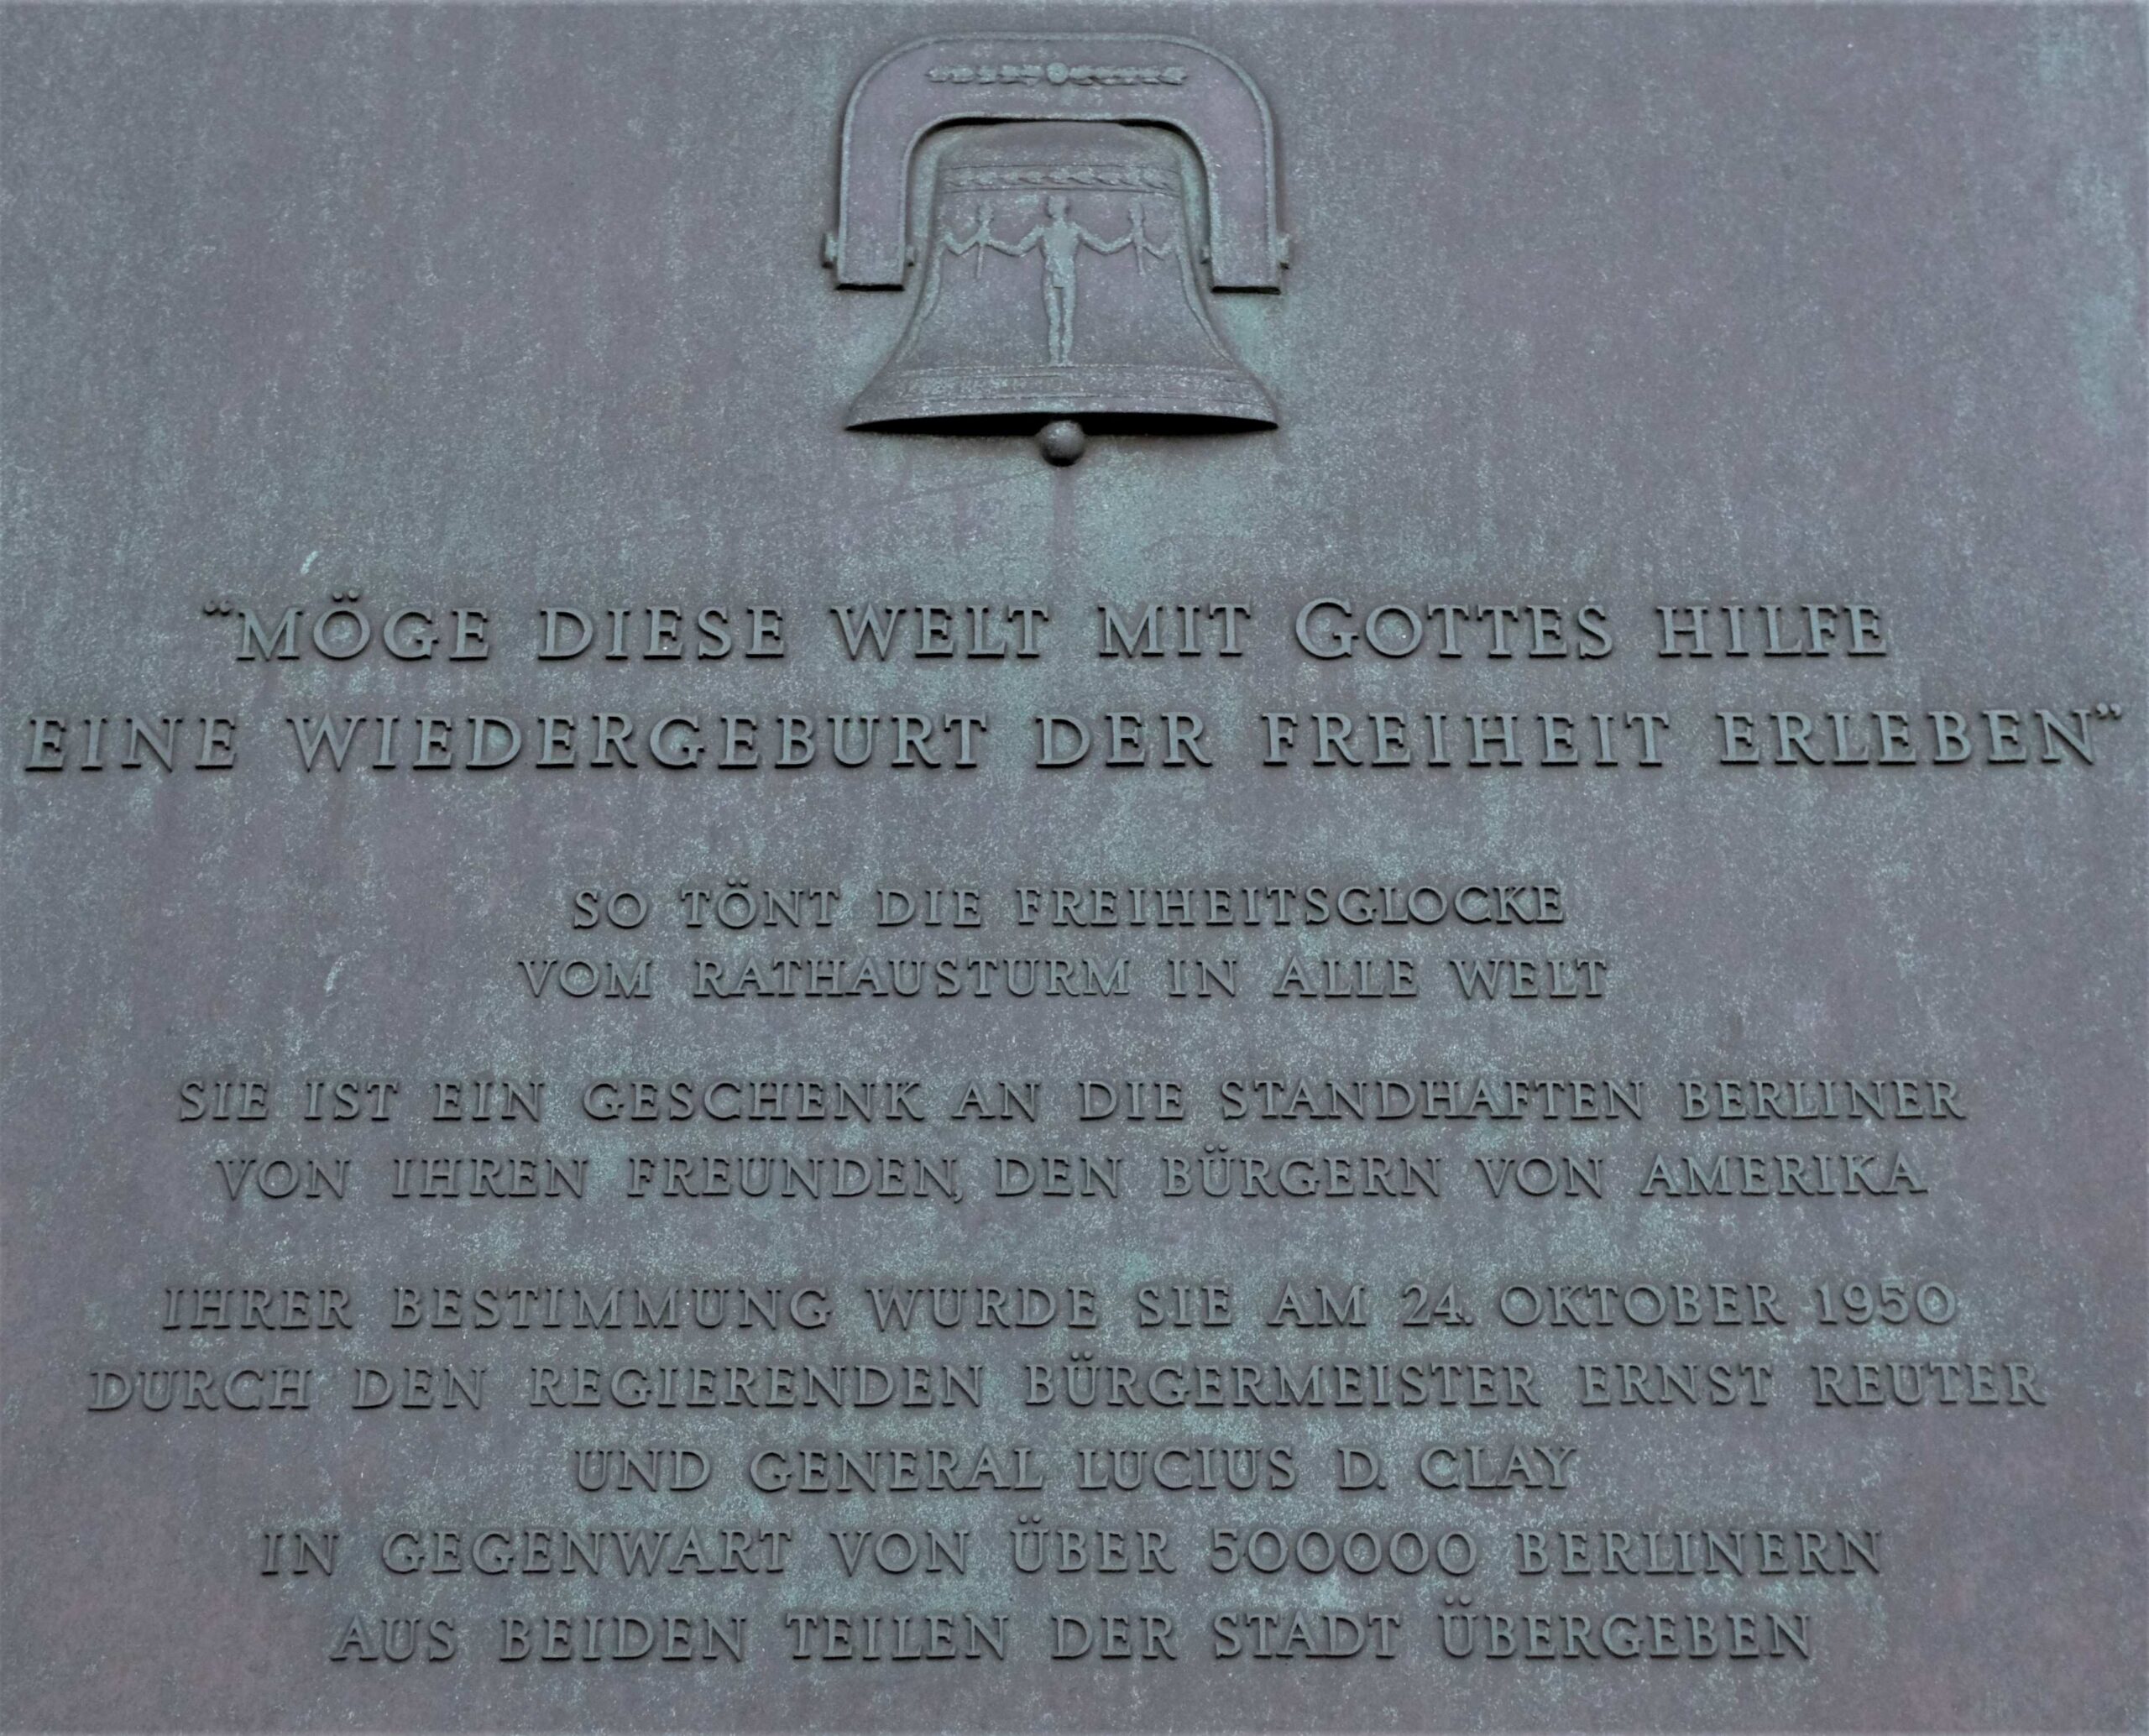 “MÖGE DIESE WELT MIT GOTTES HILFE
EINE WIEDERGEBURT DER FREIHEIT ERLEBEN”
SO TÖNT DIE FREIHEITSGLOCKE
VOM RATHAUSTURM IN ALLE WELT
SIE IST EIN GESCHENK AN DIE STANDHAFTEN BERLINER
VON IHREN FREUNDEN, DEN BÜRGERN VON AMERIKA
IHRER BESTIMMUNG WURDE SIE AM 24. OKTOBER 1950
DURCH DEN REGIERENDEN BÜRGERMEISTER ERNST REUTER
UND GENERAL LUCIUS D. CLAY
IN GEGENWART VON ÜBER 500000 BERLINERN
AUS BEIDEN TEILEN DER STADT ÜBERGEBEN